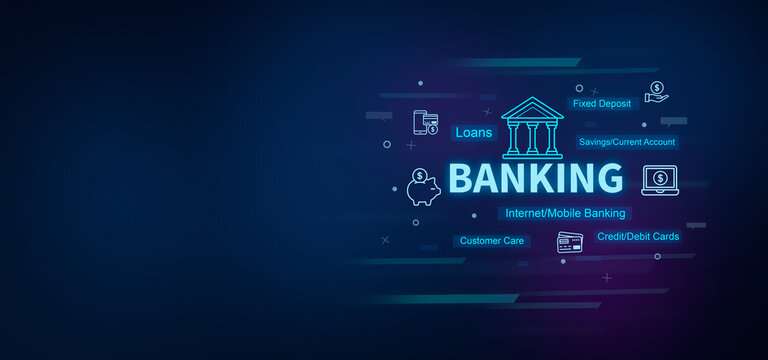 Fixed Deposit
Loans
Savings/Current Account
BANKING
Internet/Mobile Banking
Customer Care
Credit/Debit Cards